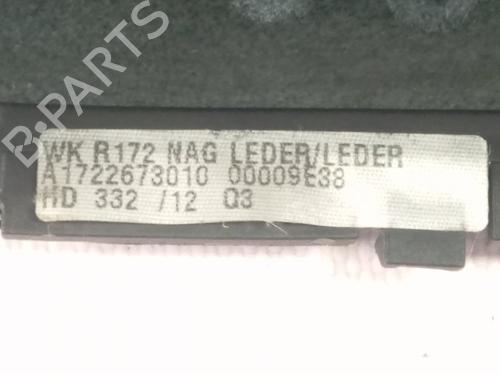 B-PARTS
WK R172 NAG LEDER/LEDER
A1722673010 00009E38
HD 332 /12 Q3